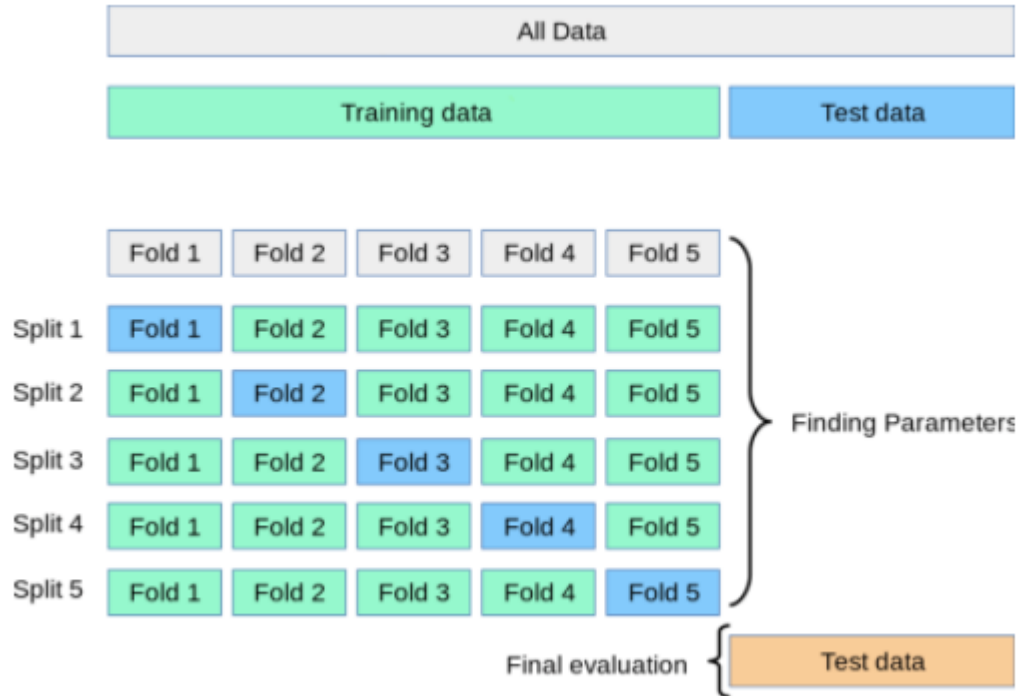 All Data
Training data Test data
Fold 1 Fold 2 Fold 3 Fold 4 Fold 5
Split 1 Fold 1 Fold 2 Fold 3 Fold 4 Fold 5
Split 2 Fold 1 Fold 2 Fold 3 Fold 4 Fold 5
Finding Parameters
Split 3 Fold 1 Fold 2 Fold 3 Fold 4 Fold 5
Split 4 Fold 1 Fold 2 Fold 3 Fold 4 Fold 5
Split 5 Fold 1 Fold 2 Fold 3 Fold 4 Fold 5
Final evaluation Test data